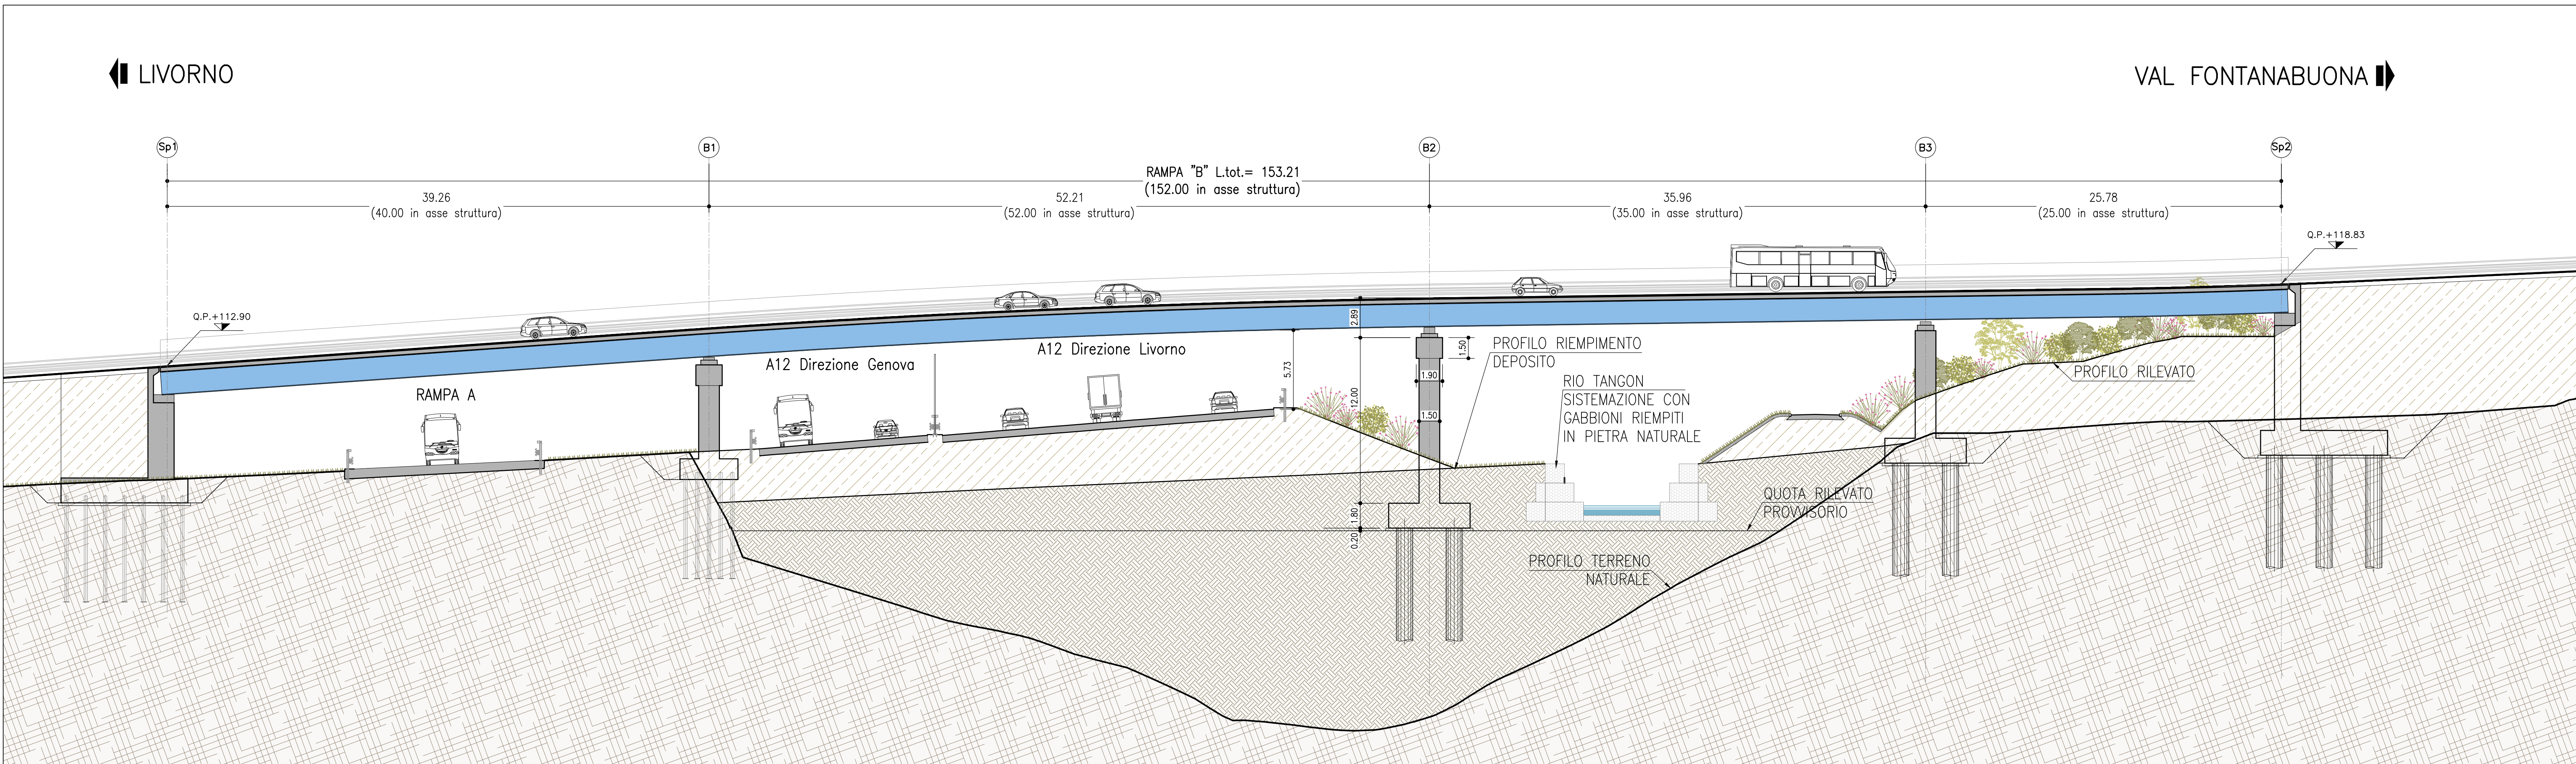 LIVORNO
VAL FONTANABUONA
Sp1
B1
B2
B3
Sp2
RAMPA "B" L.tot.= 153.21
(152.00 in asse struttura)
39.26
(40.00 in asse struttura)
52.21
(52.00 in asse struttura)
35.96
(35.00 in asse struttura)
25.78
(25.00 in asse struttura)
Q.P.+112.90
Q.P.+118.83
RAMPA A
A12 Direzione Genova
A12 Direzione Livorno
5.73
2.89
12.00
1.80
0.20
1.50
1.90
1.50
PROFILO RIEMPIMENTO
DEPOSITO
RIO TANGON
SISTEMAZIONE CON
GABBIONI RIEMPITI
IN PIETRA NATURALE
PROFILO RILEVATO
QUOTA RILEVATO
PROVVISORIO
PROFILO TERRENO
NATURALE